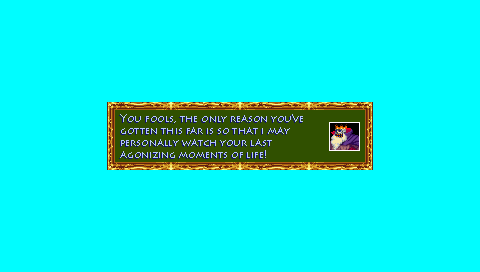 You fools, the only reason you've
gotten this far is so that I may
personally watch your last
agonizing moments of life!